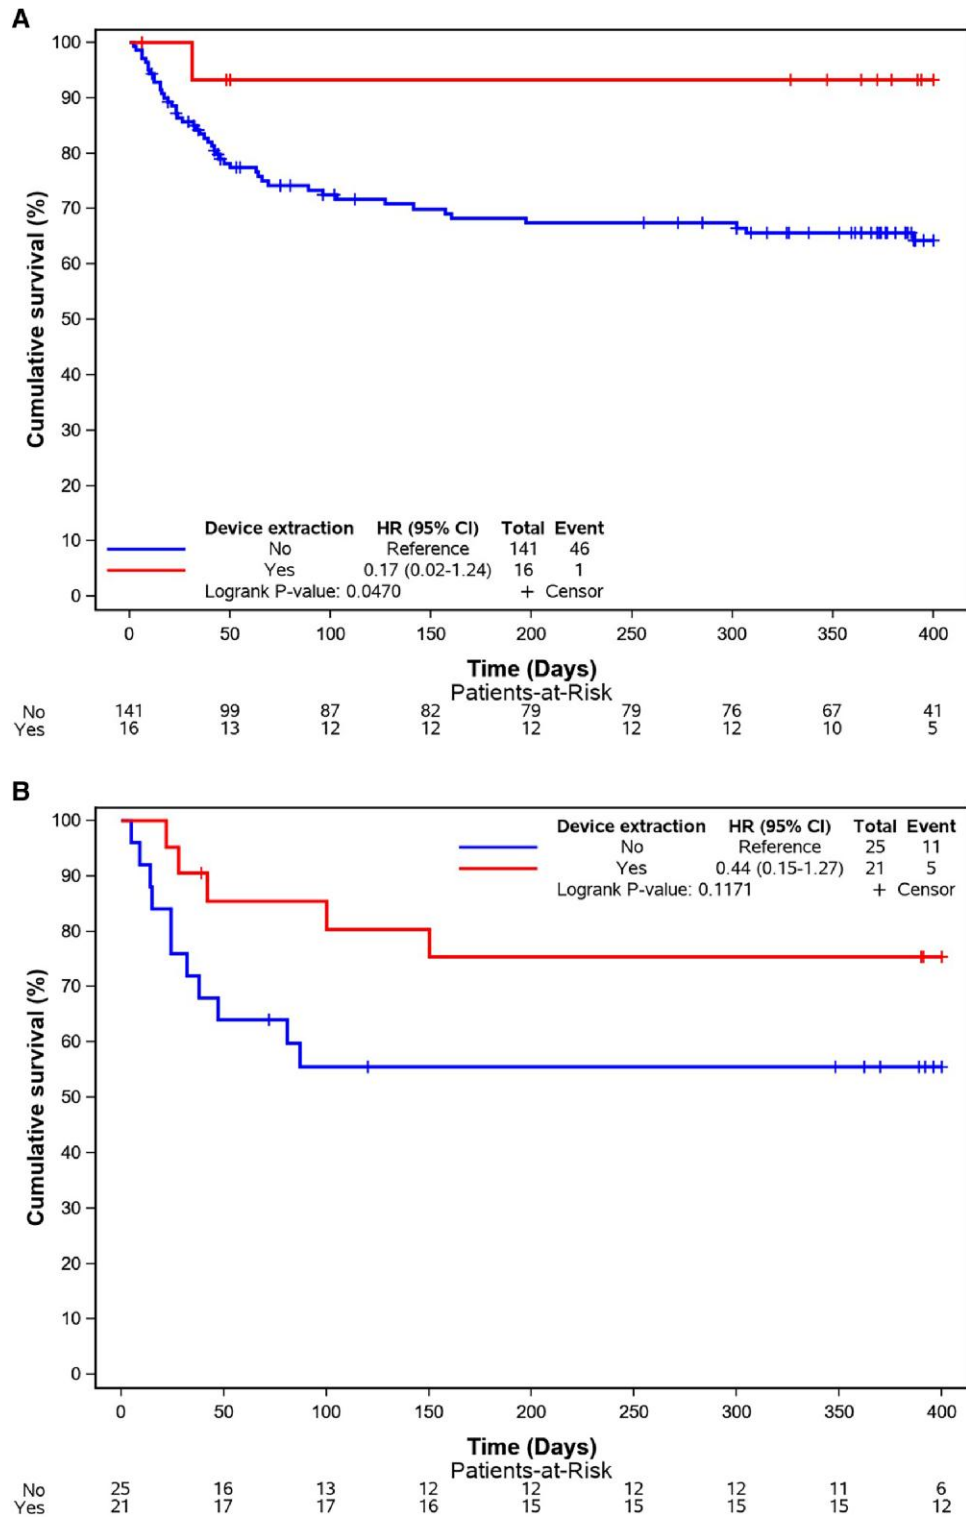 A
100
90
80
70
60
50
40
30
20
10
0
Cumulative survival (%)
Device extraction HR (95% CI) Total Event
No Reference 141 46
Yes 0.17 (0.02-1.24) 16 1
Logrank P-value: 0.0470 + Censor
0 50 100 150 200 250 300 350 400
Time (Days)
Patients-at-Risk
No 141 99 87 82 79 79 76 67 41
Yes 16 13 12 12 12 12 12 10 5
B
100
90
80
70
60
50
40
30
20
10
0
Cumulative survival (%)
Device extraction HR (95% CI) Total Event
No Reference 25 11
Yes 0.44 (0.15-1.27) 21 5
Logrank P-value: 0.1171 + Censor
0 50 100 150 200 250 300 350 400
Time (Days)
Patients-at-Risk
No 25 16 13 12 12 12 12 11 6
Yes 21 17 17 16 15 15 15 15 12